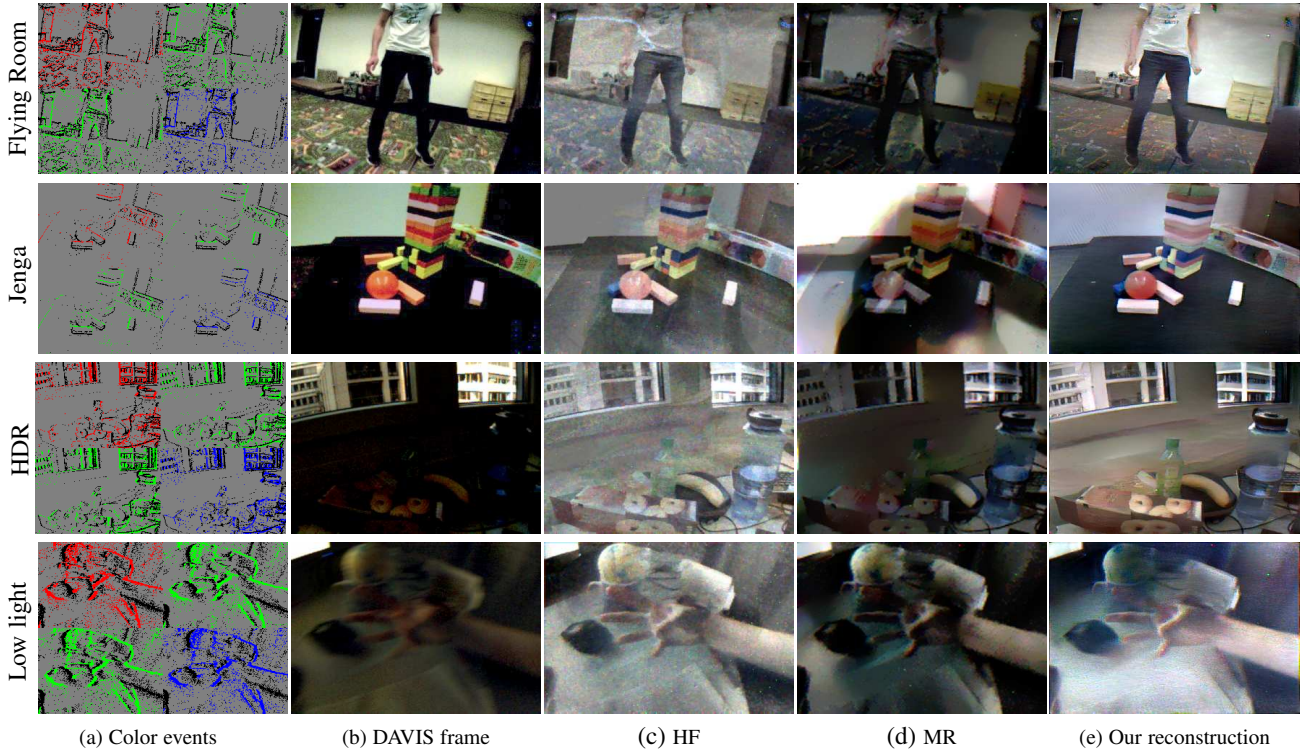 Flying Room
Jenga
HDR
Low light
(a) Color events
(b) DAVIS frame
(c) HF
(d) MR
(e) Our reconstruction